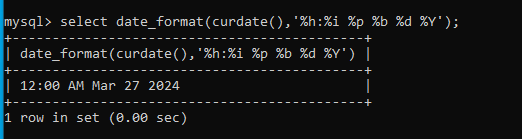 mysql> select date_format(curdate(),'%h:%i %p %b %d %Y');
+--------------------------------------------+
| date_format(curdate(),'%h:%i %p %b %d %Y') |
+--------------------------------------------+
| 12:00 AM Mar 27 2024                       |
+--------------------------------------------+
1 row in set (0.00 sec)